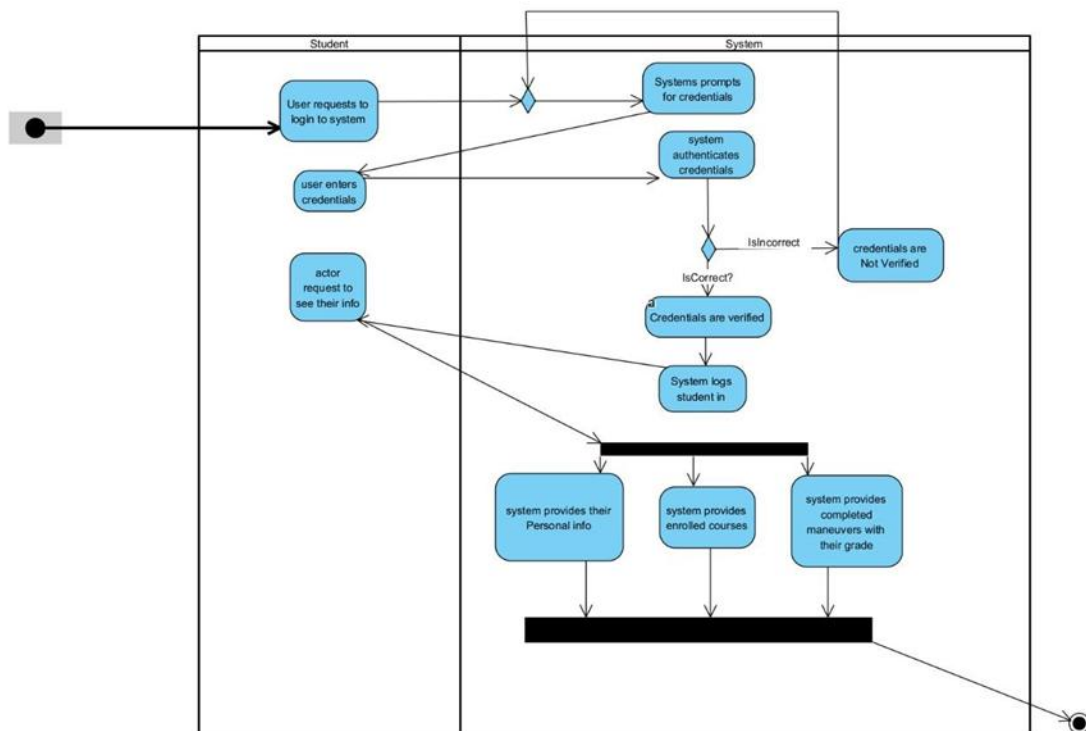 Student
System
User requests to
login to system
Systems prompts
for credentials
system
authenticates
credentials
user enters
credentials
IsIncorrect
credentials are
Not Verified
actor
request to
see their info
IsCorrect?
Credentials are verified
System logs
student in
system provides their
Personal info
system provides
enrolled courses
system provides
completed
maneuvers with
their grade